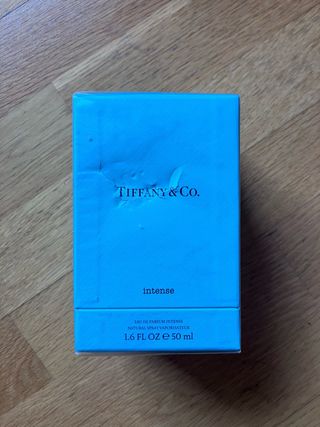 TIFFANY & CO.
intense
EAU DE PARFUM INTENSE
NATURAL SPRAY/VAPORISATEUR
1.6 FL OZ ℮ 50 ml